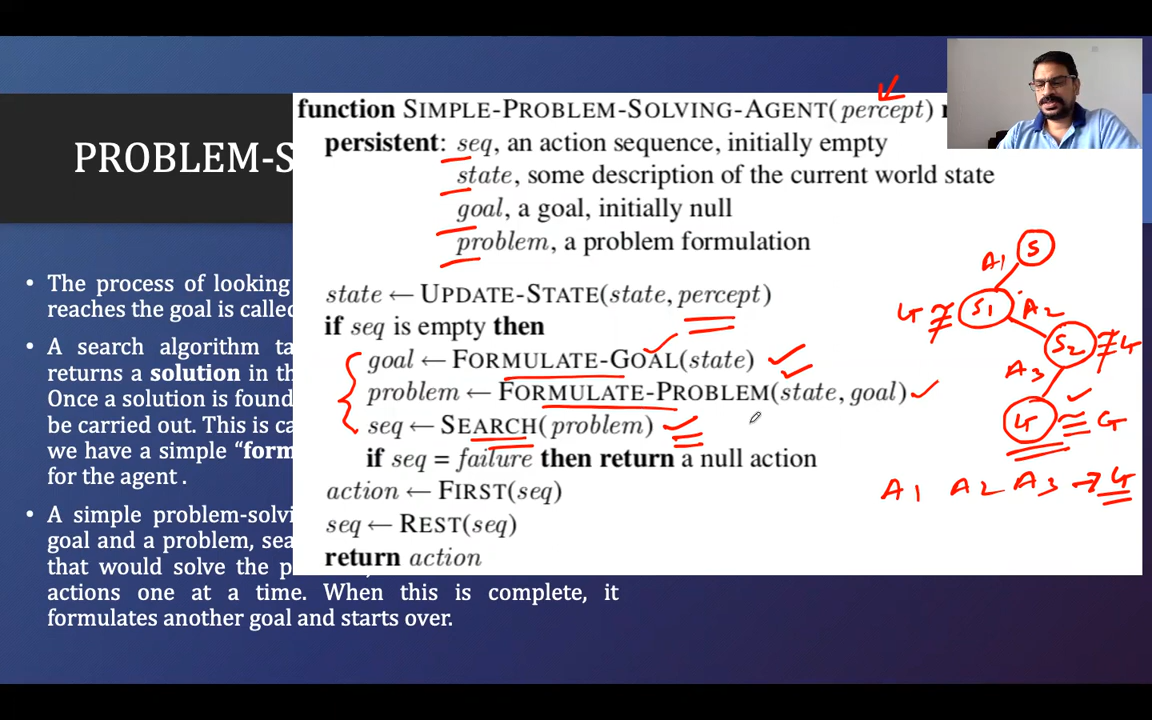 PROBLEM-S
• The process of looking
reaches the goal is called
• A search algorithm ta
returns a solution in th
Once a solution is found
be carried out. This is ca
we have a simple “form
for the agent .
• A simple problem-solvi
goal and a problem, sea
that would solve the p
actions one at a time. When this is complete, it
formulates another goal and starts over.
function SIMPLE-PROBLEM-SOLVING-AGENT(percept)
persistent: seq, an action sequence, initially empty
state, some description of the current world state
goal, a goal, initially null
problem, a problem formulation
state ← UPDATE-STATE(state, percept)
if seq is empty then
goal ← FORMULATE-GOAL(state)
problem ← FORMULATE-PROBLEM(state, goal)
seq ← SEARCH(problem)
if seq = failure then return a null action
action ← FIRST(seq)
seq ← REST(seq)
return action
S
A1
G ≇ S1 A2
S2 ≇ G
A3
G ≅ G
A1 A2 A3 → G